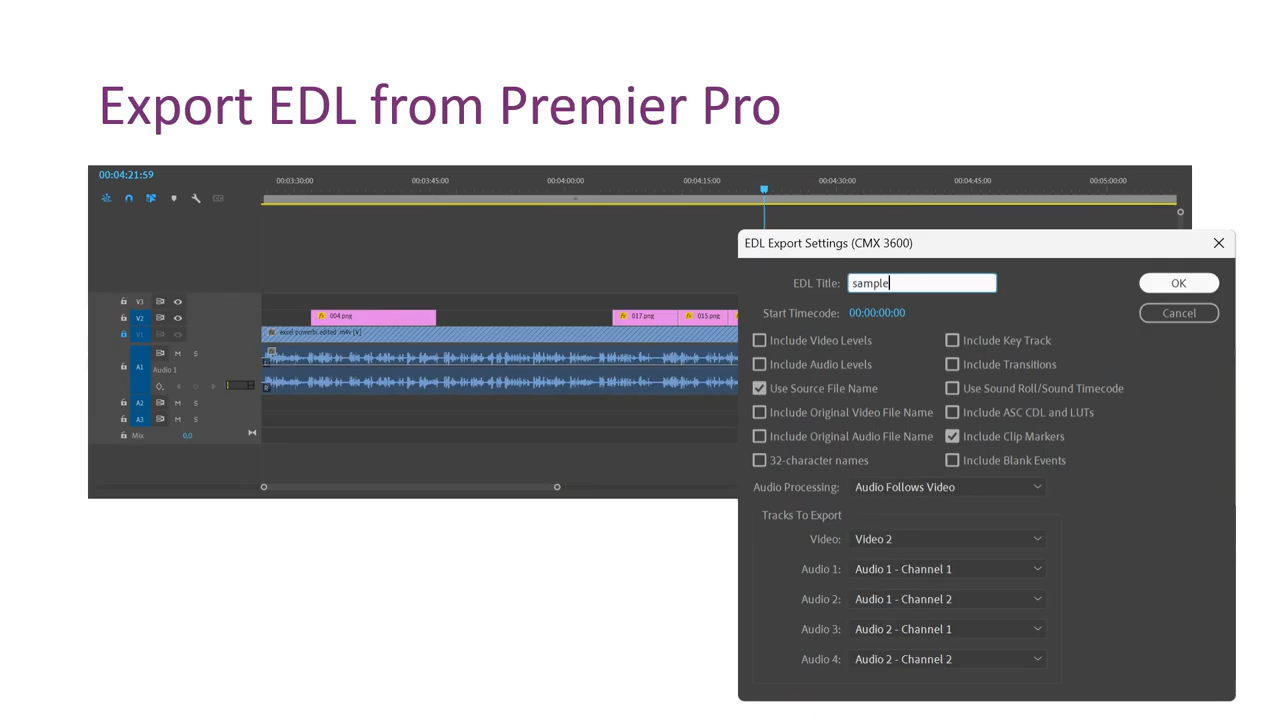 Export EDL from Premier Pro
00:04:21:59
00:03:30:00 00:03:45:00 00:04:00:00 00:04:15:00 00:04:30:00 00:04:45:00 00:05:00:00
V3
V2 004.png 017.png 015.png
V1 excel powerbi edited .m4v [V]
M S
A1 Audio 1
R
A2 M S
A3 M S
Mix 0.0
EDL Export Settings (CMX 3600)
EDL Title: sample OK
Start Timecode: 00:00:00:00 Cancel
Include Video Levels Include Key Track
Include Audio Levels Include Transitions
Use Source File Name Use Sound Roll/Sound Timecode
Include Original Video File Name Include ASC CDL and LUTs
Include Original Audio File Name Include Clip Markers
32-character names Include Blank Events
Audio Processing: Audio Follows Video
Tracks To Export
Video: Video 2
Audio 1: Audio 1 - Channel 1
Audio 2: Audio 1 - Channel 2
Audio 3: Audio 2 - Channel 1
Audio 4: Audio 2 - Channel 2